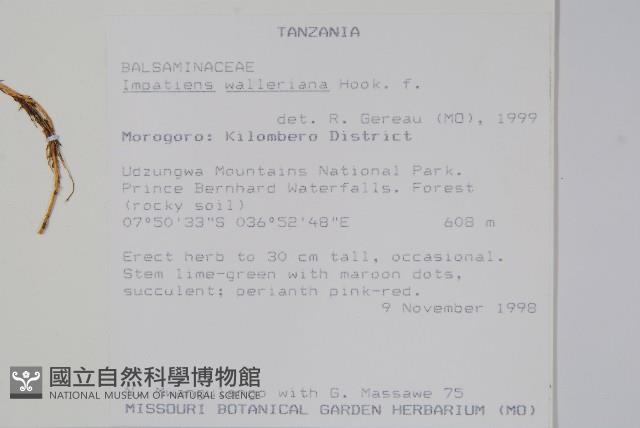 TANZANIA
BALSAMINACEAE
Impatiens walleriana Hook. f.
det. R. Gereau (MO), 1999
Morogoro: Kilombero District
Udzungwa Mountains National Park.
Prince Bernhard Waterfalls. Forest
(rocky soil)
07°50'33"S 036°52'48"E 608 m
Erect herb to 30 cm tall, occasional.
Stem lime-green with maroon dots,
succulent; perianth pink-red.
9 November 1998
國立自然科學博物館
NATIONAL MUSEUM OF NATURAL SCIENCE
with G. Massawe 75
MISSOURI BOTANICAL GARDEN HERBARIUM (MO)